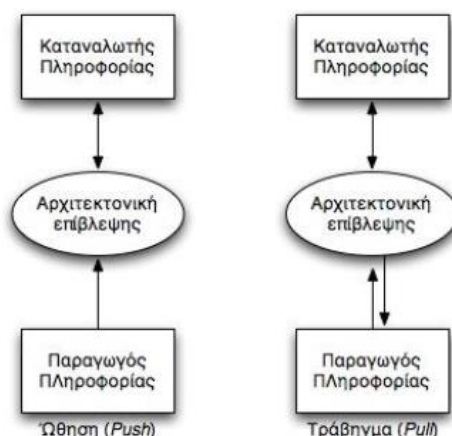 Καταναλωτής
Πληροφορίας
Αρχιτεκτονική
επίβλεψης
Παραγωγός
ΠΛηροφορίας
Ώθηση (Push)
Καταναλωτής
Πληροφορίας
Αρχιτεκτονική
επίβλεψης
Παραγωγός
ΠΛηροφορίας
Τράβηγμα (Pull)